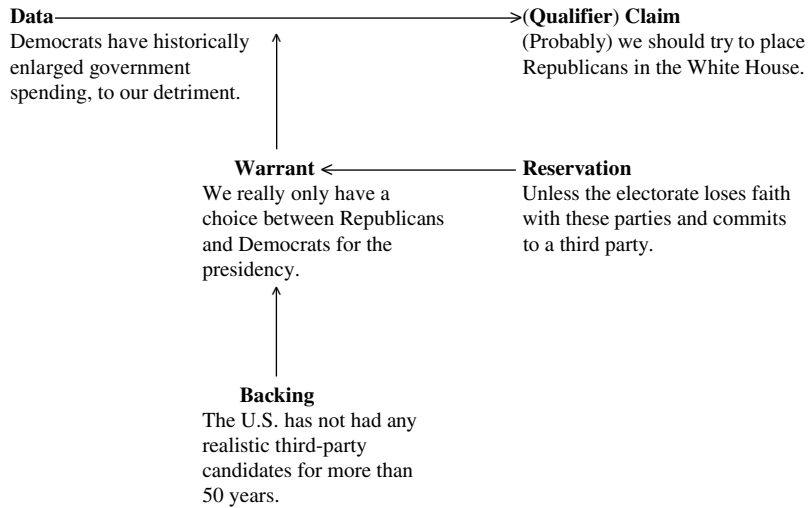 Data
Democrats have historically
enlarged government
spending, to our detriment.
(Qualifier) Claim
(Probably) we should try to place
Republicans in the White House.
Warrant
We really only have a
choice between Republicans
and Democrats for the
presidency.
Reservation
Unless the electorate loses faith
with these parties and commits
to a third party.
Backing
The U.S. has not had any
realistic third-party
candidates for more than
50 years.